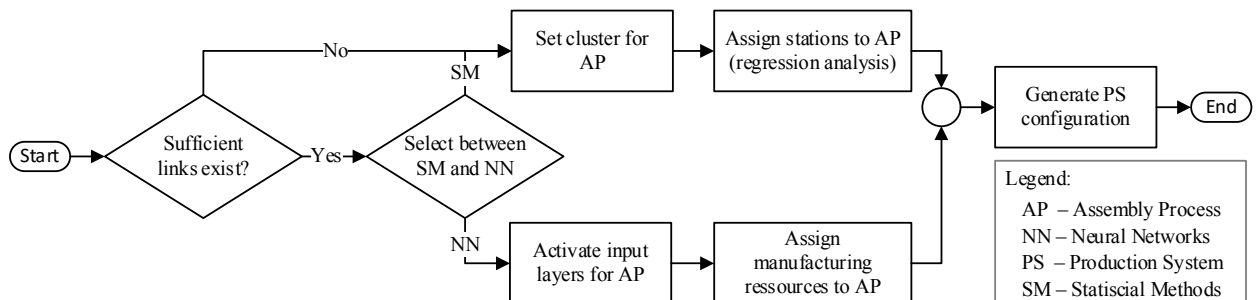 Start
Sufficient
links exist?
No
Yes
Select between
SM and NN
SM
NN
Set cluster for
AP
Assign stations to AP
(regression analysis)
Activate input
layers for AP
Assign
manufacturing
ressources to AP
Generate PS
configuration
End
Legend:
AP – Assembly Process
NN – Neural Networks
PS – Production System
SM – Statiscial Methods